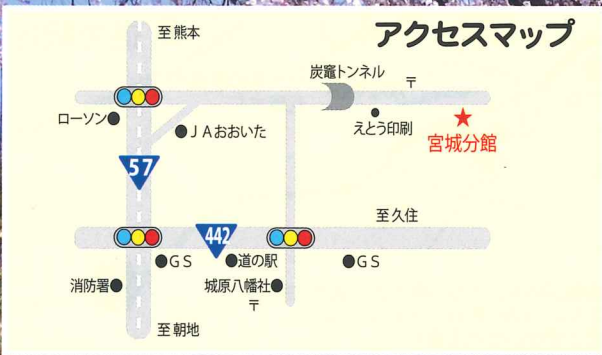 アクセスマップ
至熊本
炭竈トンネル
〒
ローソン
JAおおいた
えとう印刷
宮城分館
57
442
至久住
GS
道の駅
GS
消防署
城原八幡社
〒
至朝地